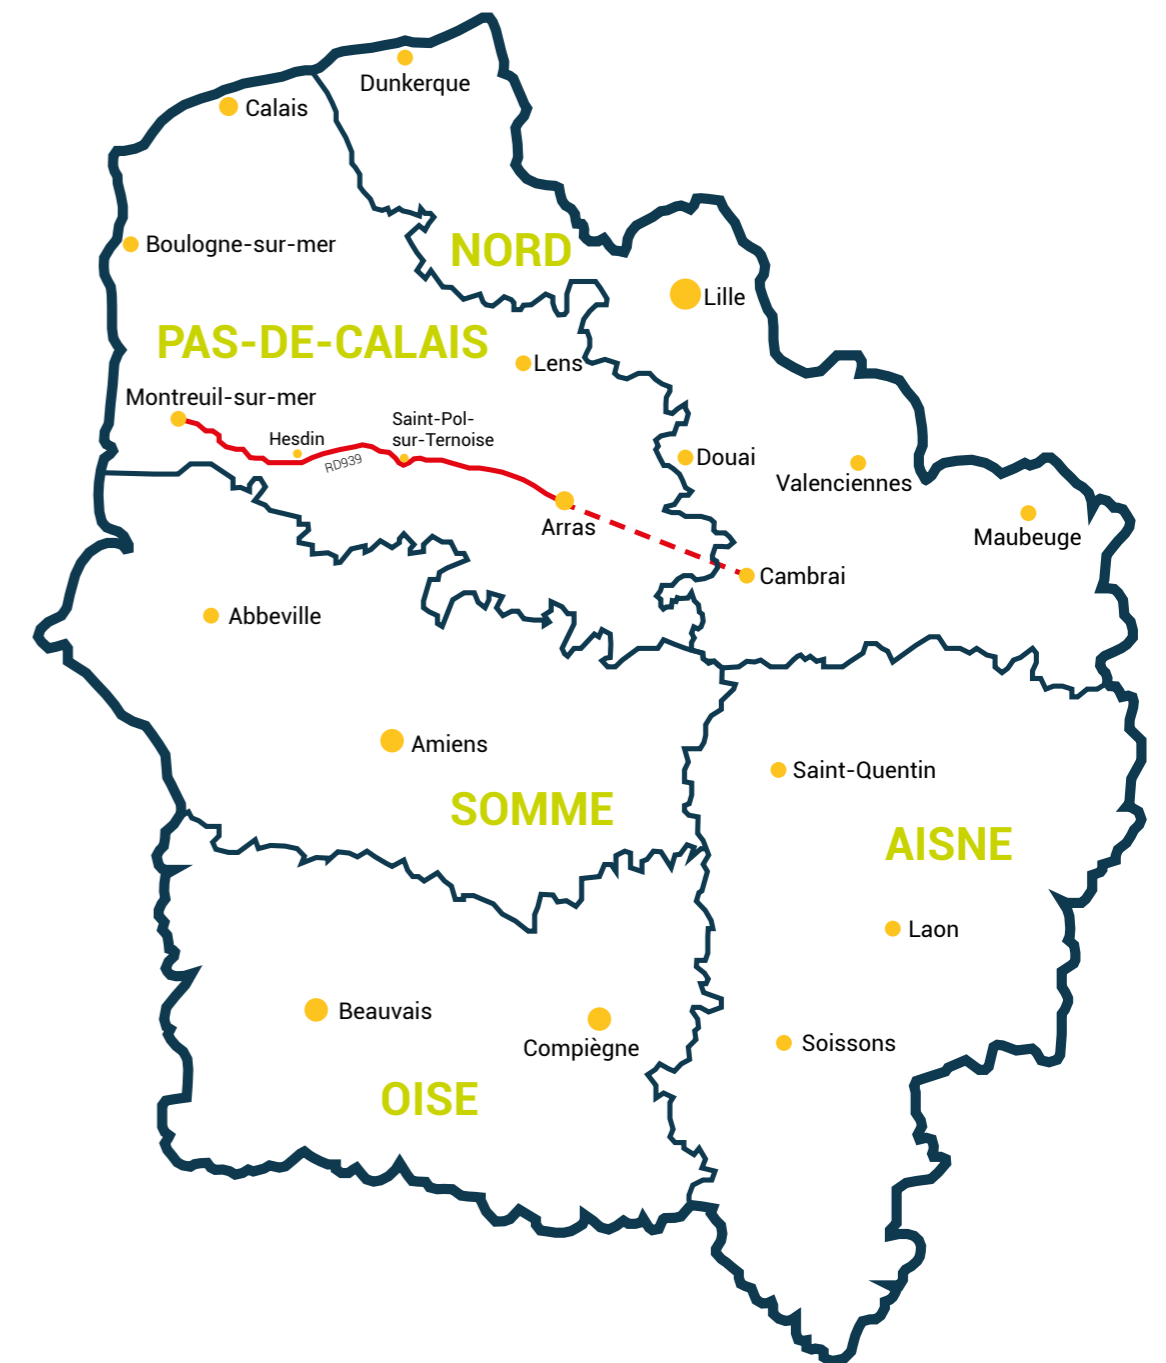 Dunkerque
Calais
Boulogne-sur-mer
NORD
Lille
PAS-DE-CALAIS
Lens
Montreuil-sur-mer
Hesdin
RD939
Saint-Pol-
sur-Ternoise
Douai
Valenciennes
Arras
Maubeuge
Cambrai
Abbeville
Amiens
SOMME
Saint-Quentin
AISNE
Laon
Beauvais
Compiègne
Soissons
OISE